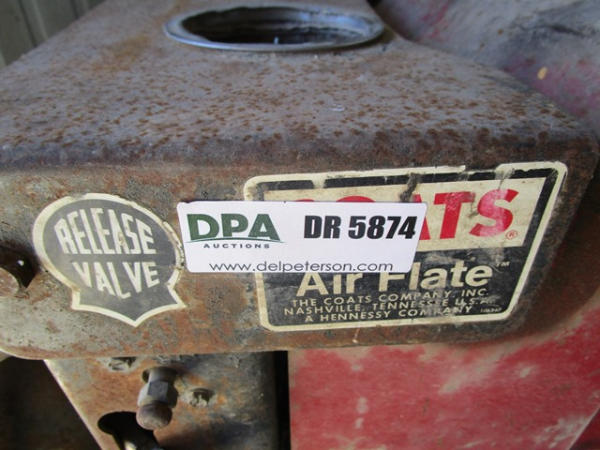 RELEASE
VALVE
DPA
AUCTIONS
DR 5874
www.delpeterson.com
COATS®
Air Flate™
THE COATS COMPANY, INC.
NASHVILLE, TENNESSEE U.S.A.
A HENNESSY COMPANY